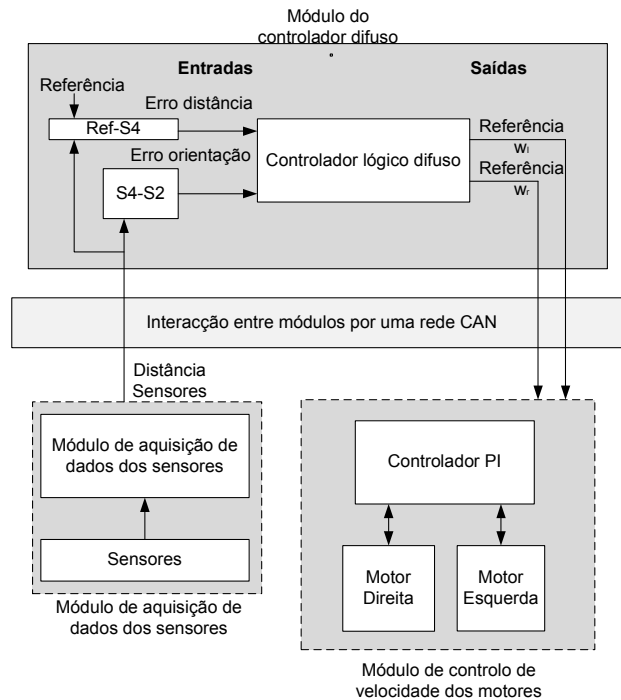 Módulo do
controlador difuso
Entradas
Saídas
Referência
Erro distância
Ref-S4
Erro orientação
S4-S2
Controlador lógico difuso
Referência
wl
Referência
wr
Interacção entre módulos por uma rede CAN
Distância
Sensores
Módulo de aquisição de
dados dos sensores
Sensores
Módulo de aquisição de
dados dos sensores
Controlador PI
Motor
Direita
Motor
Esquerda
Módulo de controlo de
velocidade dos motores